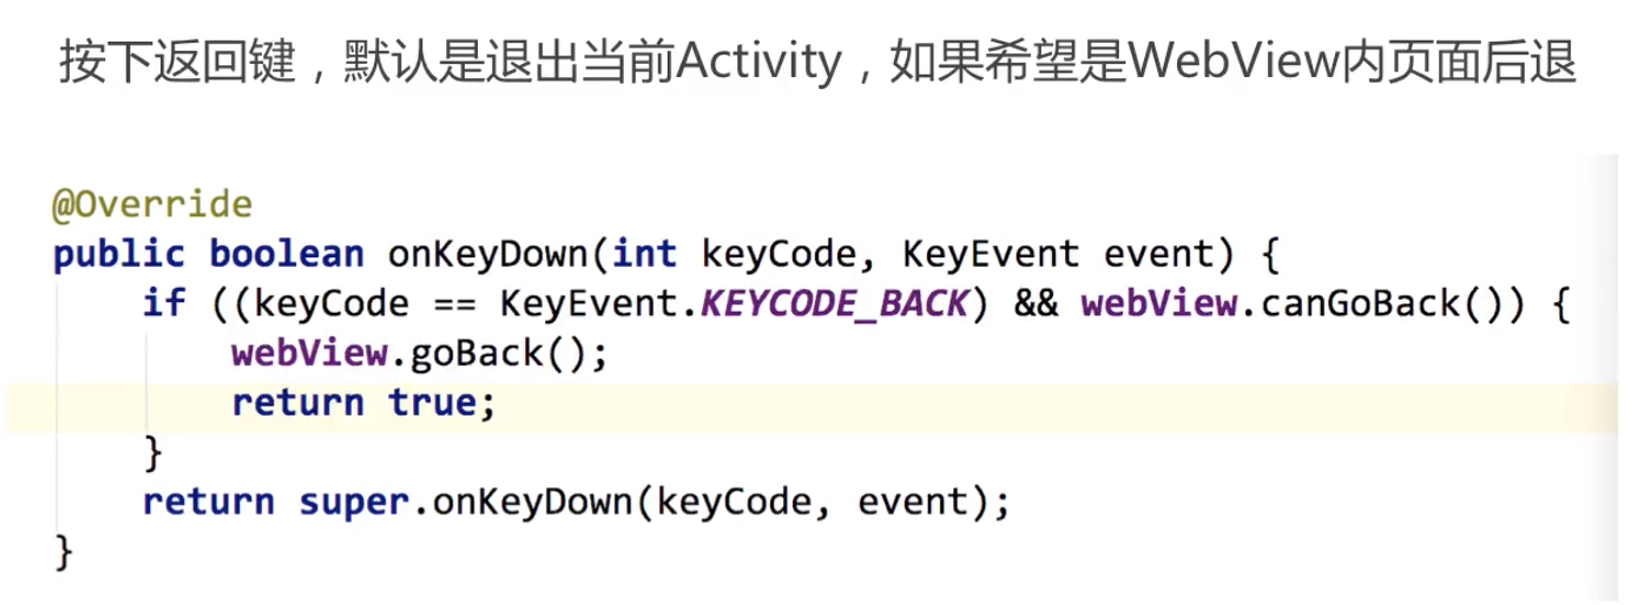 按下返回键，默认是退出当前Activity，如果希望是WebView内页面后退
@Override
public boolean onKeyDown(int keyCode, KeyEvent event) {
    if ((keyCode == KeyEvent.KEYCODE_BACK) && webView.canGoBack()) {
        webView.goBack();
        return true;
    }
    return super.onKeyDown(keyCode, event);
}